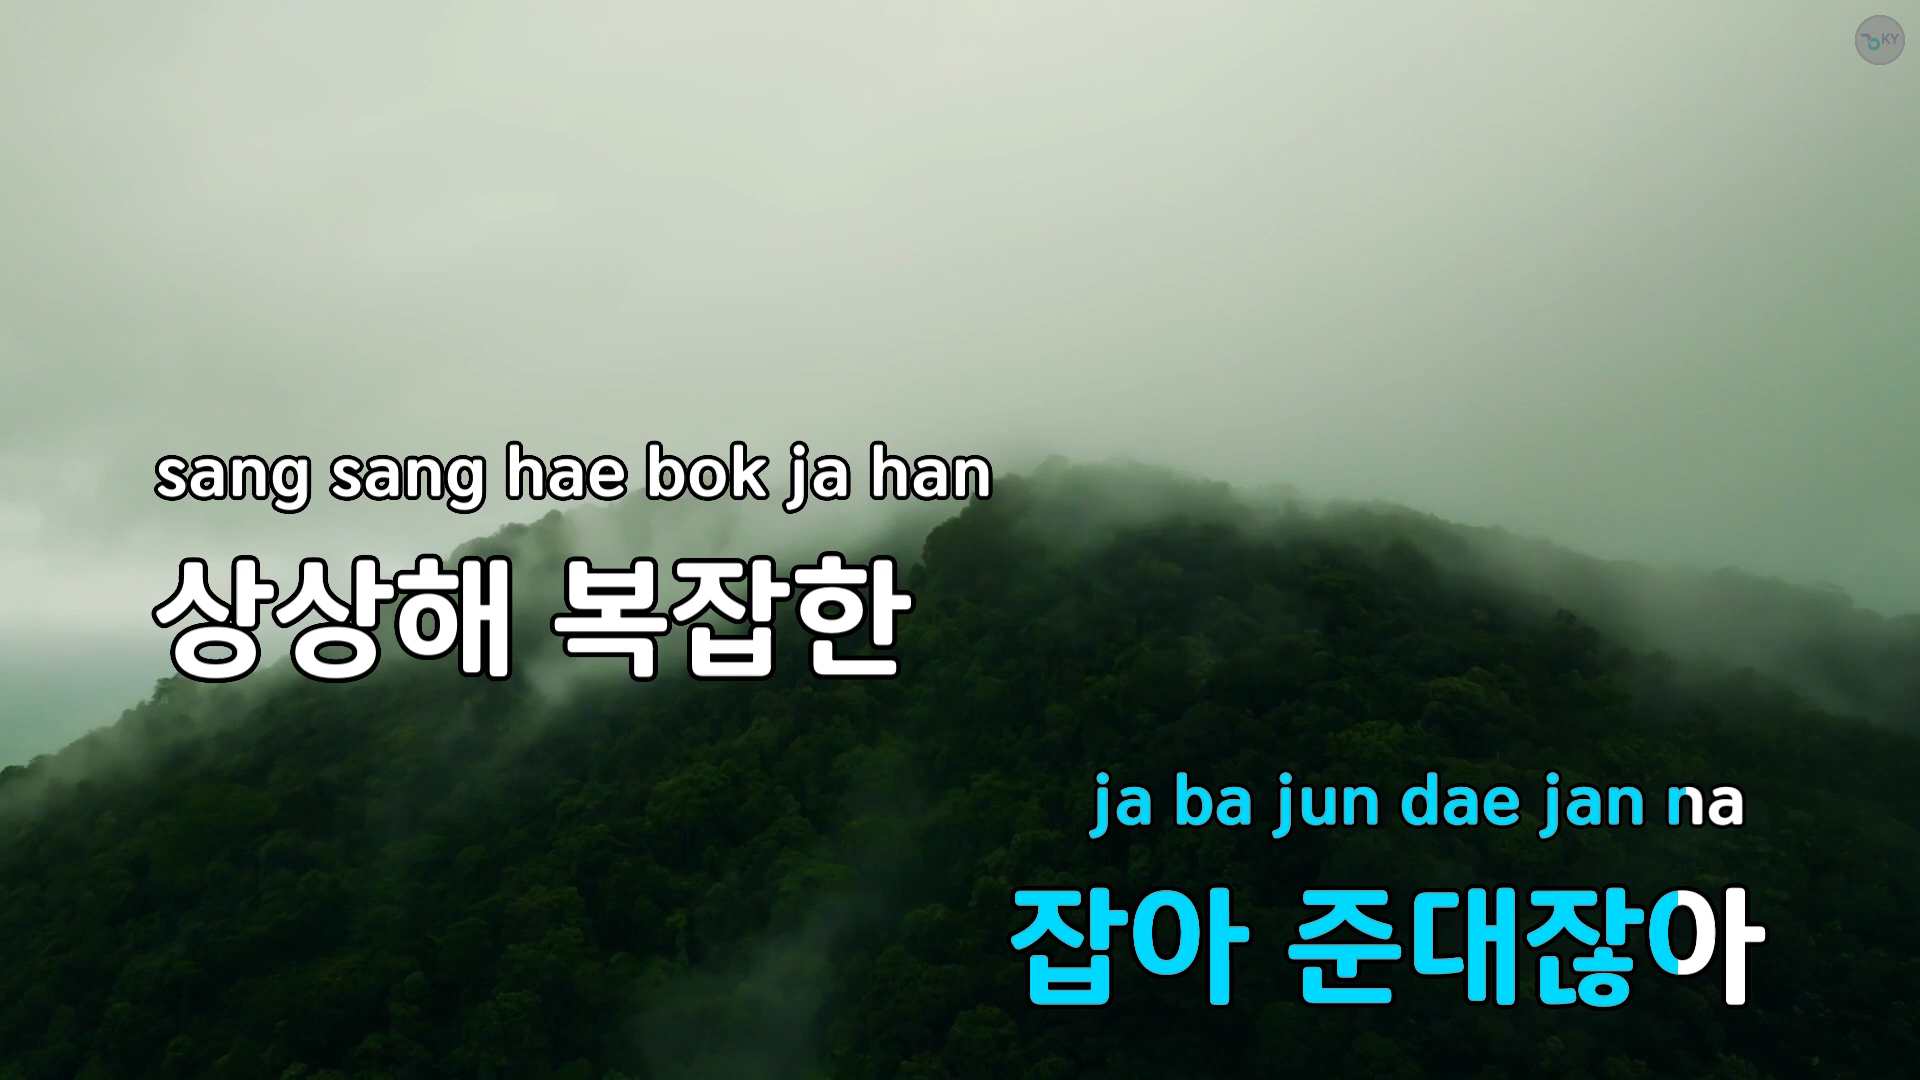 KY
sang sang hae bok ja han
상상해 복잡한
ja ba jun dae jan na
잡아 준대잖아